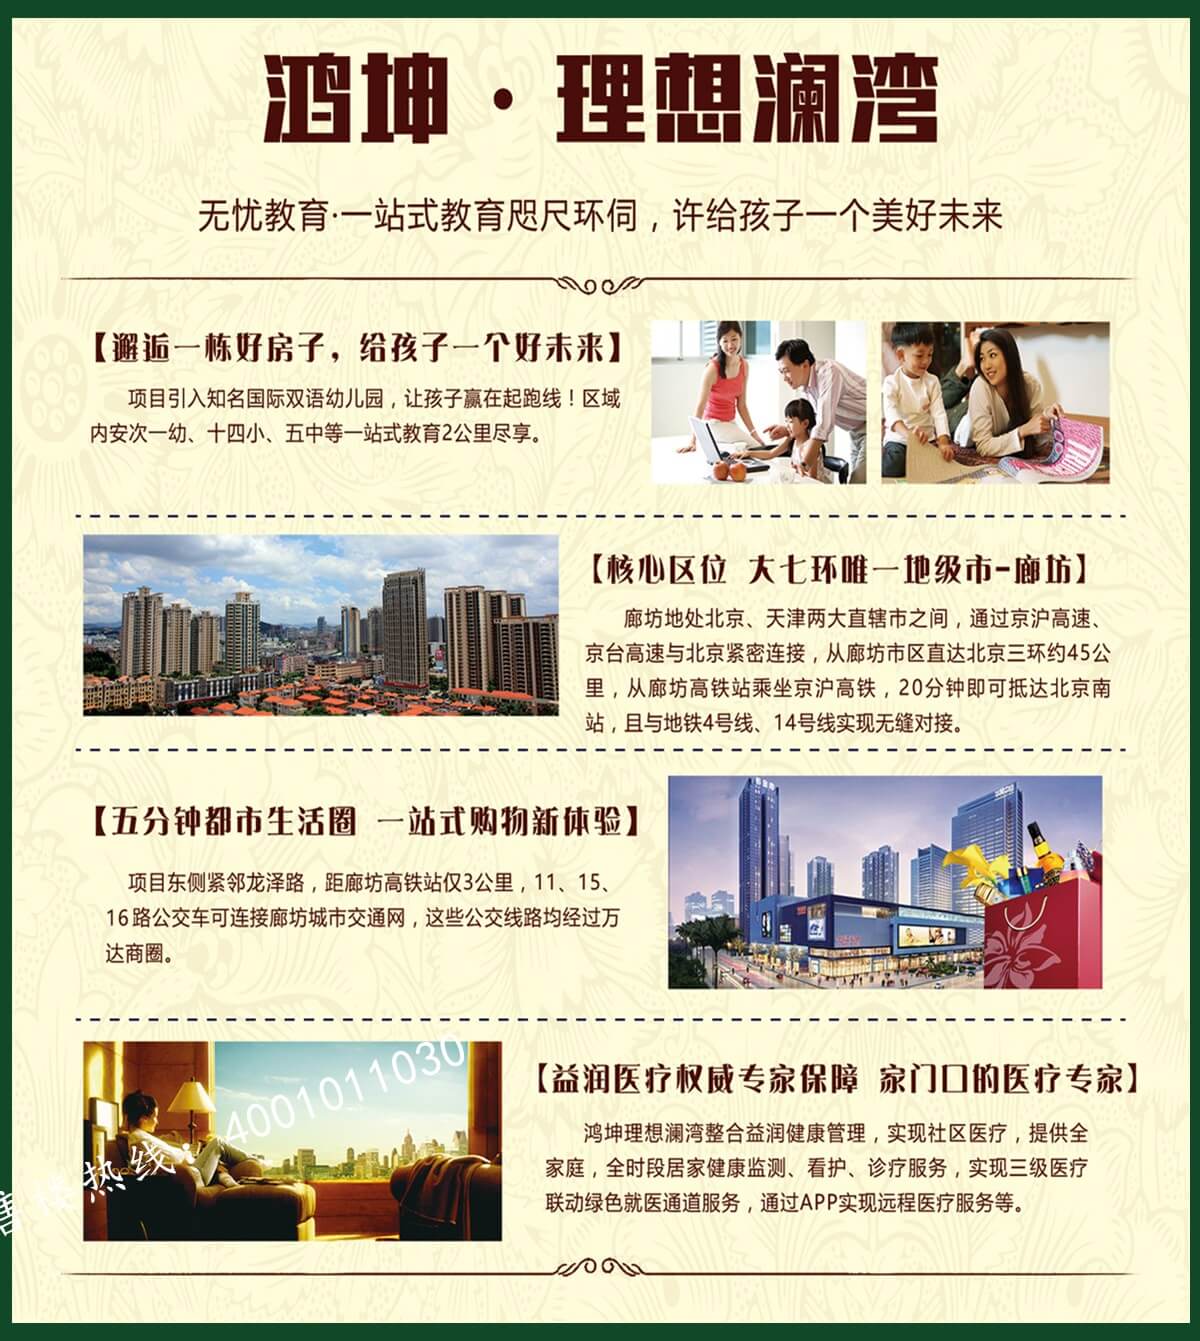 鸿坤·理想澜湾
无忧教育·一站式教育咫尺环伺，许给孩子一个美好未来
【邂逅一栋好房子，给孩子一个好未来】
项目引入知名国际双语幼儿园，让孩子赢在起跑线！区域
内安次一幼、十四小、五中等一站式教育2公里尽享。
【核心区位 大七环唯一地级市-廊坊】
廊坊地处北京、天津两大直辖市之间，通过京沪高速、
京台高速与北京紧密连接，从廊坊市区直达北京三环约45公
里，从廊坊高铁站乘坐京沪高铁，20分钟即可抵达北京南
站，且与地铁4号线、14号线实现无缝对接。
【五分钟都市生活圈 一站式购物新体验】
项目东侧紧邻龙泽路，距廊坊高铁站仅3公里，11、15、
16路公交车可连接廊坊城市交通网，这些公交线路均经过万
达商圈。
【益润医疗权威专家保障 家门口的医疗专家】
鸿坤理想澜湾整合益润健康管理，实现社区医疗，提供全
家庭，全时段居家健康监测、看护、诊疗服务，实现三级医疗
联动绿色就医通道服务，通过APP实现远程医疗服务等。
售楼热线：4001011030